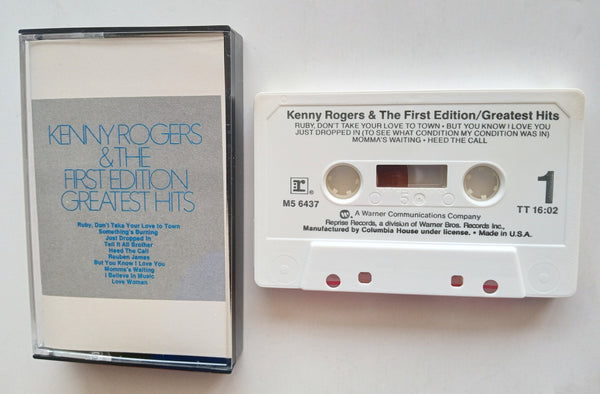 KENNY ROGERS
& THE
FIRST EDITION
GREATEST HITS
Ruby, Don't Take Your Love to Town
Something's Burning
Just Dropped In
Tell It All Brother
Heed The Call
Reuben James
But You Know I Love You
Momma's Waiting
I Believe in Music
Love Woman
Kenny Rogers & The First Edition/Greatest Hits
RUBY, DON'T TAKE YOUR LOVE TO TOWN • BUT YOU KNOW I LOVE YOU
JUST DROPPED IN (TO SEE WHAT CONDITION MY CONDITION WAS IN)
MOMMA'S WAITING • HEED THE CALL
r ®
M5 6437
5
1
TT 16:02
A Warner Communications Company
Reprise Records, a division of Warner Bros. Records Inc.,
Manufactured by Columbia House under license. • Made in U.S.A.